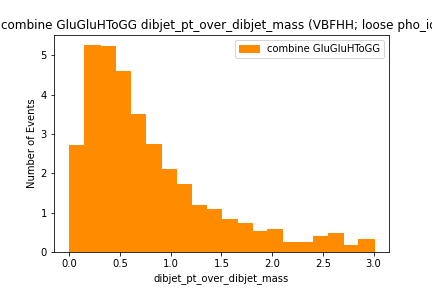 combine GluGluHToGG dibjet_pt_over_dibjet_mass (VBFHH; loose pho_
combine GluGluHToGG
Number of Events
5
4
3
2
1
0
0.0 0.5 1.0 1.5 2.0 2.5 3.0
dibjet_pt_over_dibjet_mass